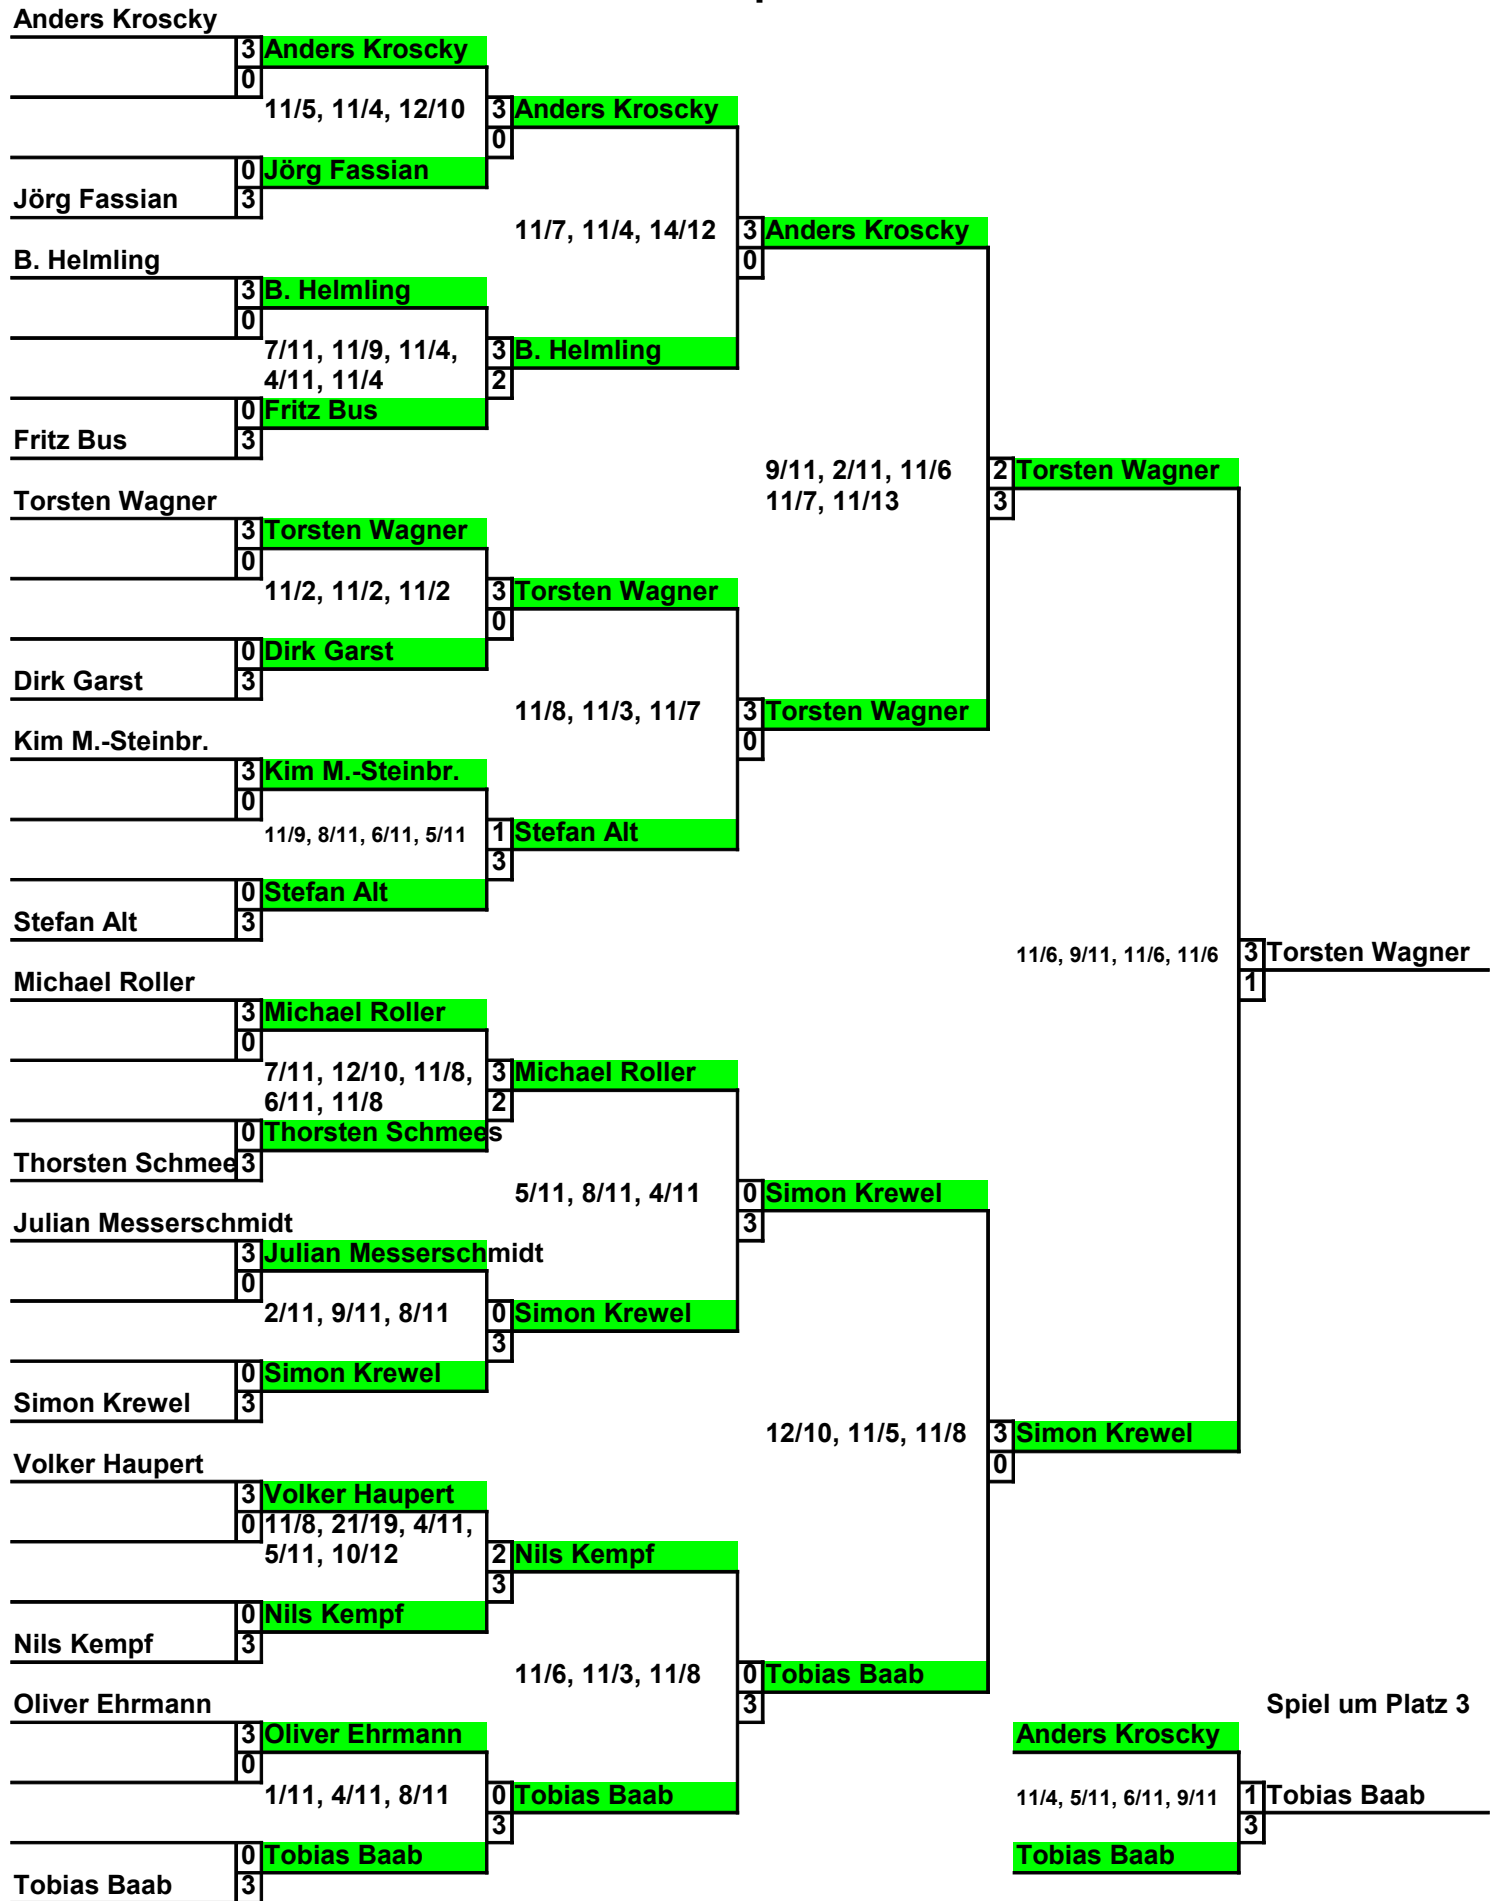 Anders Kroscky
3 Anders Kroscky
0
11/5, 11/4, 12/10 3 Anders Kroscky
0
0 Jörg Fassian
Jörg Fassian 3
11/7, 11/4, 14/12 3 Anders Kroscky
B. Helmling 0
3 B. Helmling
0
7/11, 11/9, 11/4, 3 B. Helmling
4/11, 11/4 2
0 Fritz Bus
Fritz Bus 3
9/11, 2/11, 11/6 2 Torsten Wagner
Torsten Wagner 11/7, 11/13 3
3 Torsten Wagner
0
11/2, 11/2, 11/2 3 Torsten Wagner
0
0 Dirk Garst
Dirk Garst 3
11/8, 11/3, 11/7 3 Torsten Wagner
Kim M.-Steinbr. 0
3 Kim M.-Steinbr.
0
11/9, 8/11, 6/11, 5/11 1 Stefan Alt
3
0 Stefan Alt
Stefan Alt 3
11/6, 9/11, 11/6, 11/6 3 Torsten Wagner
Michael Roller 1
3 Michael Roller
0
7/11, 12/10, 11/8, 3 Michael Roller
6/11, 11/8 2
0 Thorsten Schmees
Thorsten Schmee 3
5/11, 8/11, 4/11 0 Simon Krewel
Julian Messerschmidt 3
3 Julian Messerschmidt
0
2/11, 9/11, 8/11 0 Simon Krewel
3
0 Simon Krewel
Simon Krewel 3
12/10, 11/5, 11/8 3 Simon Krewel
Volker Haupert 0
3 Volker Haupert
0 11/8, 21/19, 4/11,
5/11, 10/12 2 Nils Kempf
3
0 Nils Kempf
Nils Kempf 3
11/6, 11/3, 11/8 0 Tobias Baab
Oliver Ehrmann 3 Spiel um Platz 3
3 Oliver Ehrmann Anders Kroscky
0
1/11, 4/11, 8/11 0 Tobias Baab 11/4, 5/11, 6/11, 9/11 1 Tobias Baab
3 3
0 Tobias Baab Tobias Baab
Tobias Baab 3